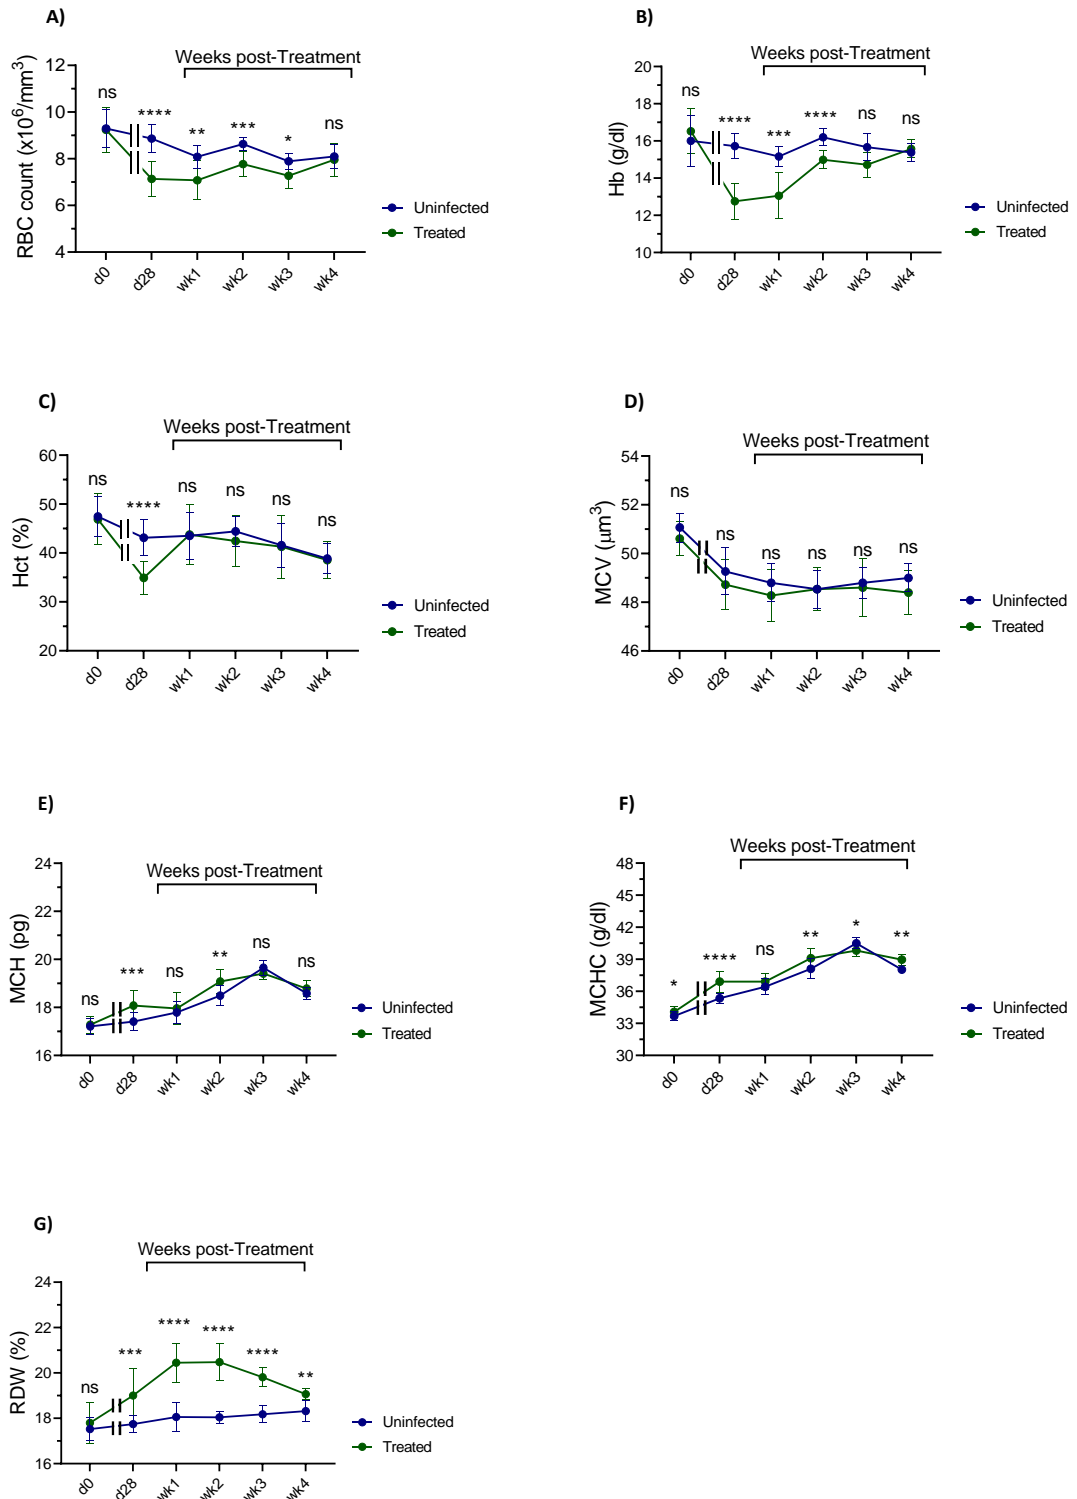 A)
Weeks post-Treatment
RBC count (x10⁶/mm³)
12
10
8
6
4
ns
****
**
***
*
ns
d0
d28
wk1
wk2
wk3
wk4
Uninfected
Treated
B)
Weeks post-Treatment
Hb (g/dl)
20
18
16
14
12
10
ns
****
***
****
ns
ns
d0
d28
wk1
wk2
wk3
wk4
Uninfected
Treated
C)
Weeks post-Treatment
Hct (%)
60
50
40
30
20
ns
****
ns
ns
ns
ns
d0
d28
wk1
wk2
wk3
wk4
Uninfected
Treated
D)
Weeks post-Treatment
MCV (µm³)
54
52
50
48
46
ns
ns
ns
ns
ns
ns
d0
d28
wk1
wk2
wk3
wk4
Uninfected
Treated
E)
Weeks post-Treatment
MCH (pg)
24
22
20
18
16
ns
***
ns
**
ns
ns
d0
d28
wk1
wk2
wk3
wk4
Uninfected
Treated
F)
Weeks post-Treatment
MCHC (g/dl)
48
45
42
39
36
33
30
*
****
ns
**
*
**
d0
d28
wk1
wk2
wk3
wk4
Uninfected
Treated
G)
Weeks post-Treatment
RDW (%)
24
22
20
18
16
ns
***
****
****
****
**
d0
d28
wk1
wk2
wk3
wk4
Uninfected
Treated